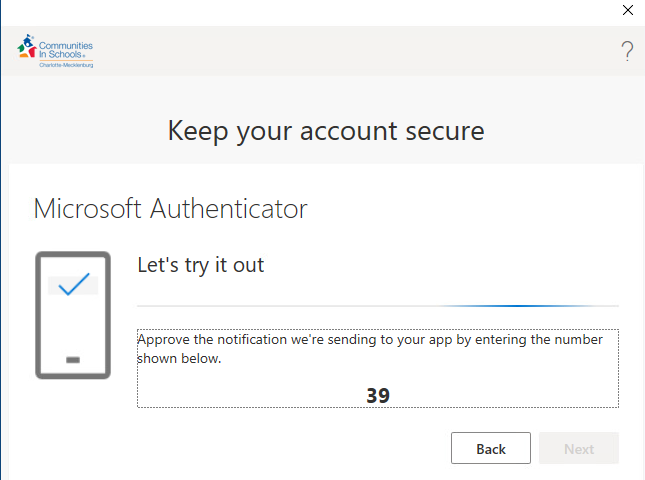 Communities
In Schools®
Charlotte-Mecklenburg
?
Keep your account secure
Microsoft Authenticator
Let's try it out
Approve the notification we're sending to your app by entering the number
shown below.
39
Back Next